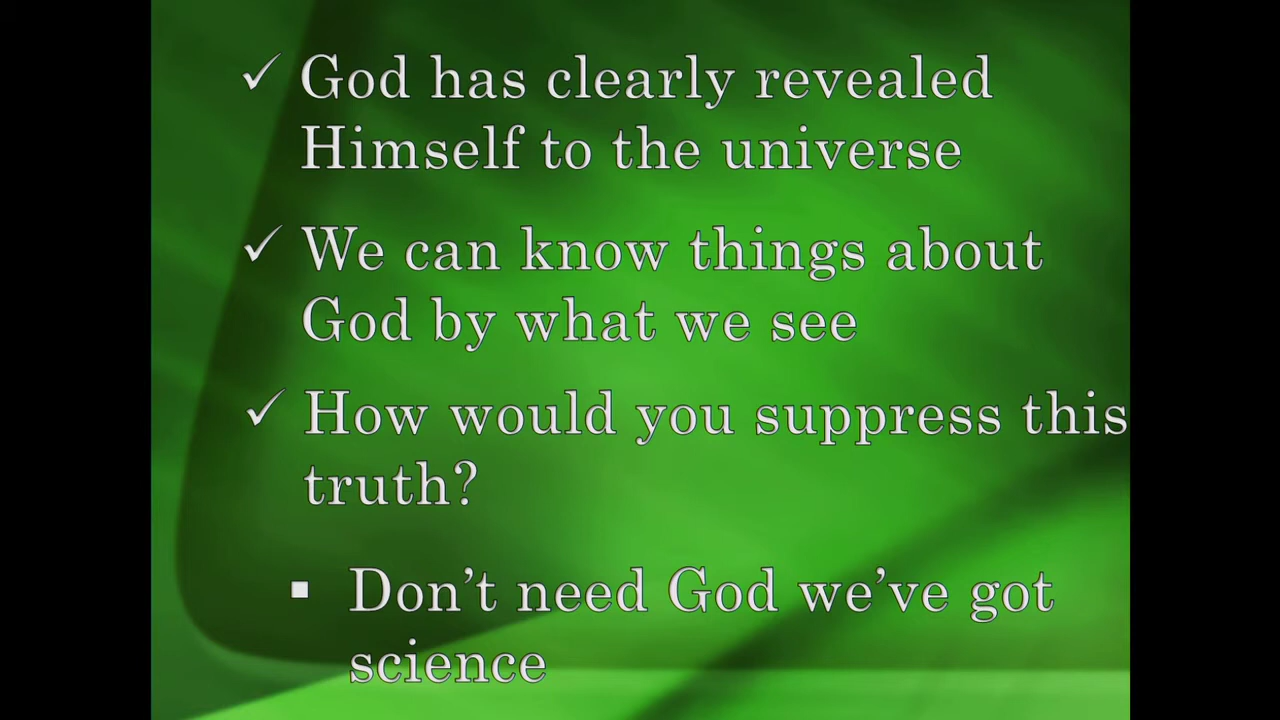 ✓ God has clearly revealed
Himself to the universe
✓ We can know things about
God by what we see
✓ How would you suppress this
truth?
▪ Don’t need God we’ve got
science